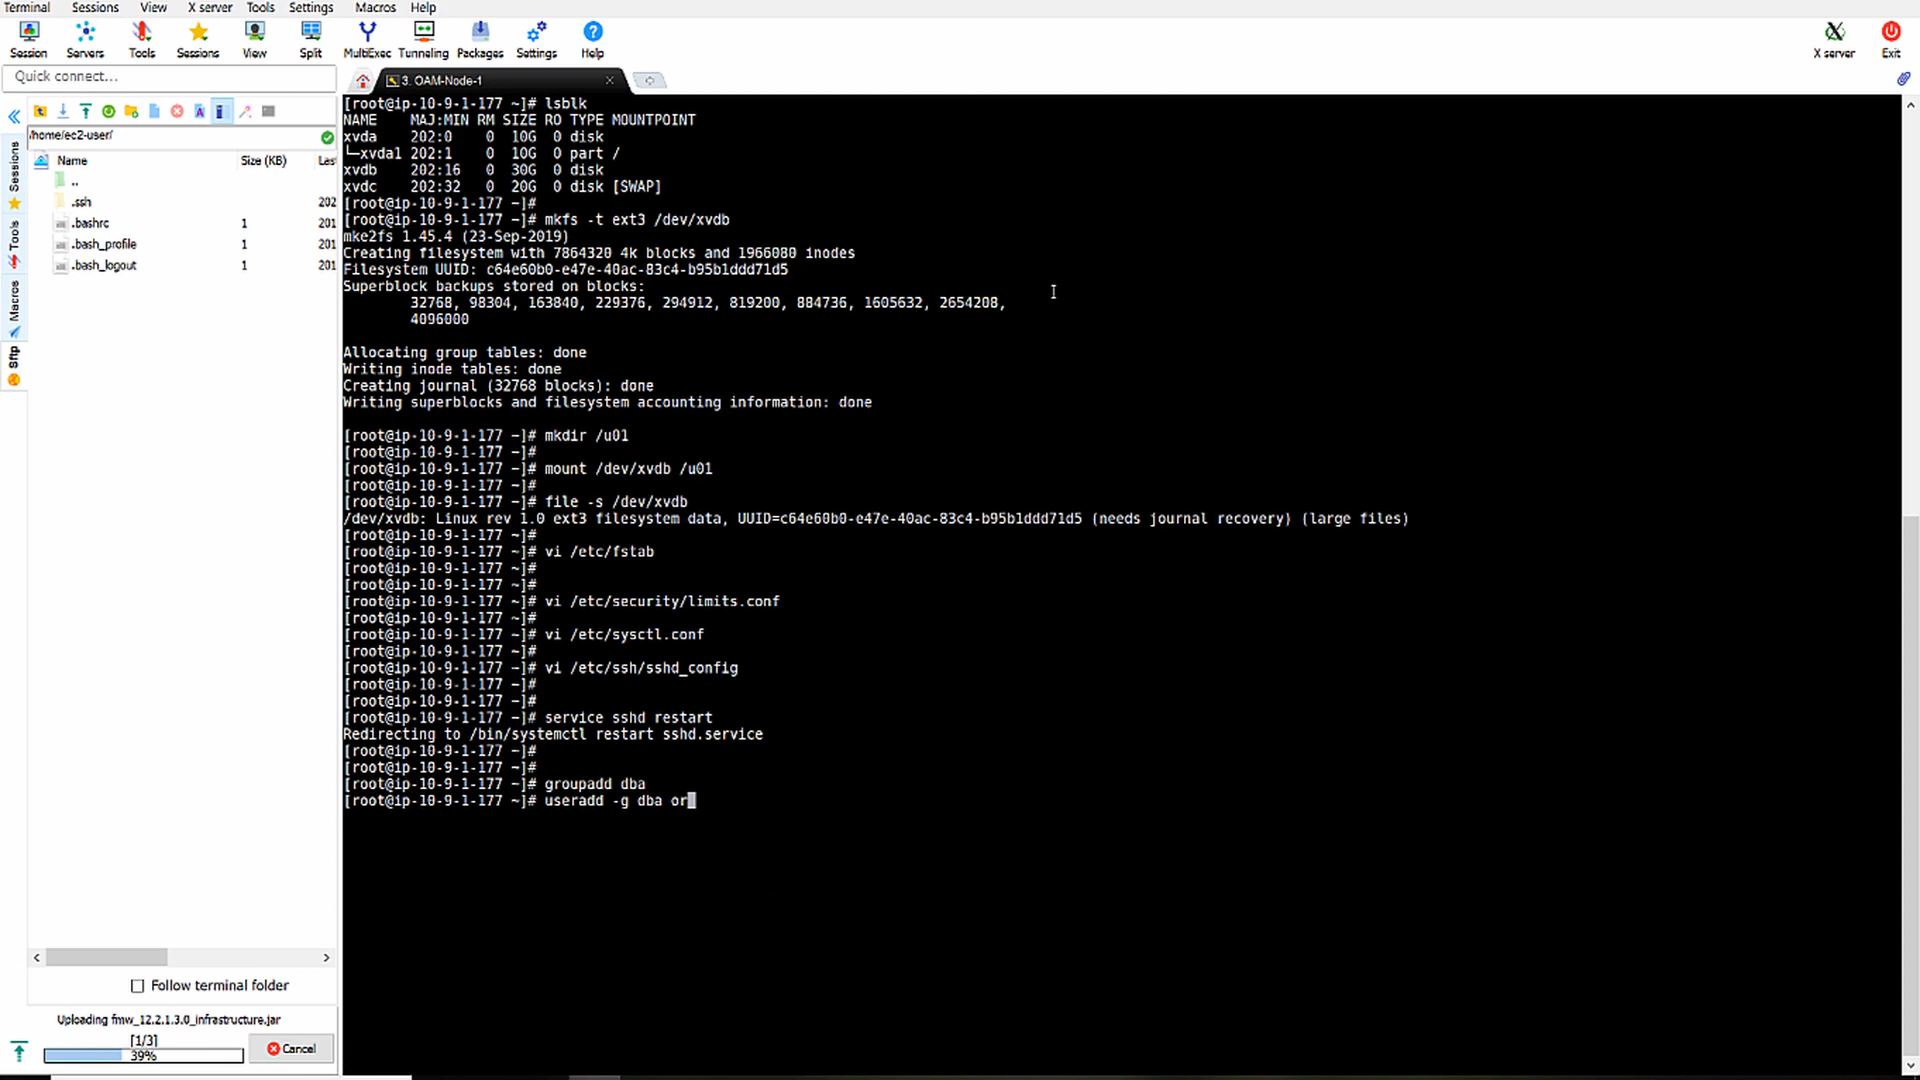 Terminal Sessions View X server Tools Settings Macros Help
Session Servers Tools Sessions View Split MultiExec Tunneling Packages Settings Help X server Exit
Quick connect...
3. OAM-Node-1
/home/ec2-user/
Name Size (KB) Las
..
.ssh 202
.bashrc 1 201
.bash_profile 1 201
.bash_logout 1 201
Sessions
Tools
Macros
Sftp
Follow terminal folder
Uploading fmw_12.2.1.3.0_infrastructure.jar
[1/3]
39%
Cancel
[root@ip-10-9-1-177 ~]# lsblk
NAME MAJ:MIN RM SIZE RO TYPE MOUNTPOINT
xvda 202:0 0 10G 0 disk
└─xvda1 202:1 0 10G 0 part /
xvdb 202:16 0 30G 0 disk
xvdc 202:32 0 20G 0 disk [SWAP]
[root@ip-10-9-1-177 ~]#
[root@ip-10-9-1-177 ~]# mkfs -t ext3 /dev/xvdb
mke2fs 1.45.4 (23-Sep-2019)
Creating filesystem with 7864320 4k blocks and 1966080 inodes
Filesystem UUID: c64e60b0-e47e-40ac-83c4-b95b1ddd71d5
Superblock backups stored on blocks:
32768, 98304, 163840, 229376, 294912, 819200, 884736, 1605632, 2654208,
4096000
Allocating group tables: done
Writing inode tables: done
Creating journal (32768 blocks): done
Writing superblocks and filesystem accounting information: done
[root@ip-10-9-1-177 ~]# mkdir /u01
[root@ip-10-9-1-177 ~]#
[root@ip-10-9-1-177 ~]# mount /dev/xvdb /u01
[root@ip-10-9-1-177 ~]#
[root@ip-10-9-1-177 ~]# file -s /dev/xvdb
/dev/xvdb: Linux rev 1.0 ext3 filesystem data, UUID=c64e60b0-e47e-40ac-83c4-b95b1ddd71d5 (needs journal recovery) (large files)
[root@ip-10-9-1-177 ~]#
[root@ip-10-9-1-177 ~]# vi /etc/fstab
[root@ip-10-9-1-177 ~]#
[root@ip-10-9-1-177 ~]#
[root@ip-10-9-1-177 ~]# vi /etc/security/limits.conf
[root@ip-10-9-1-177 ~]#
[root@ip-10-9-1-177 ~]# vi /etc/sysctl.conf
[root@ip-10-9-1-177 ~]#
[root@ip-10-9-1-177 ~]# vi /etc/ssh/sshd_config
[root@ip-10-9-1-177 ~]#
[root@ip-10-9-1-177 ~]#
[root@ip-10-9-1-177 ~]# service sshd restart
Redirecting to /bin/systemctl restart sshd.service
[root@ip-10-9-1-177 ~]#
[root@ip-10-9-1-177 ~]#
[root@ip-10-9-1-177 ~]# groupadd dba
[root@ip-10-9-1-177 ~]# useradd -g dba or